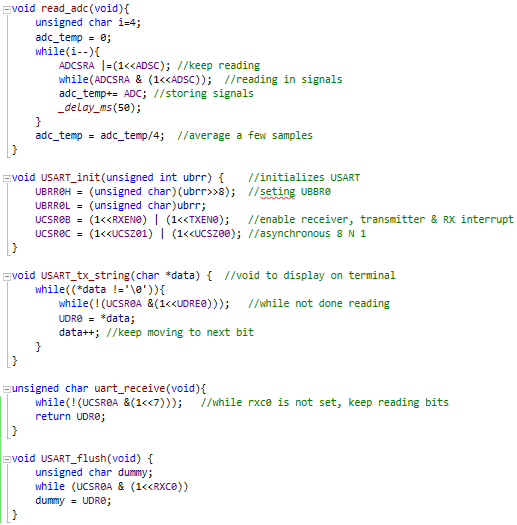 void read_adc(void){
unsigned char i=4;
adc_temp = 0;
while(i--){
ADCSRA |=(1<<ADSC); //keep reading
while(ADCSRA & (1<<ADSC)); //reading in signals
adc_temp+= ADC; //storing signals
_delay_ms(50);
}
adc_temp = adc_temp/4; //average a few samples
}
void USART_init(unsigned int ubrr) { //initializes USART
UBRR0H = (unsigned char)(ubrr>>8); //seting UBBR0
UBRR0L = (unsigned char)ubrr;
UCSR0B = (1<<RXEN0) | (1<<TXEN0); //enable receiver, transmitter & RX interrupt
UCSR0C = (1<<UCSZ01) | (1<<UCSZ00); //asynchronous 8 N 1
}
void USART_tx_string(char *data) { //void to display on terminal
while((*data !='\0')){
while(!(UCSR0A &(1<<UDRE0))); //while not done reading
UDR0 = *data;
data++; //keep moving to next bit
}
}
unsigned char uart_receive(void){
while(!(UCSR0A &(1<<7))); //while rxc0 is not set, keep reading bits
return UDR0;
}
void USART_flush(void) {
unsigned char dummy;
while (UCSR0A & (1<<RXC0))
dummy = UDR0;
}